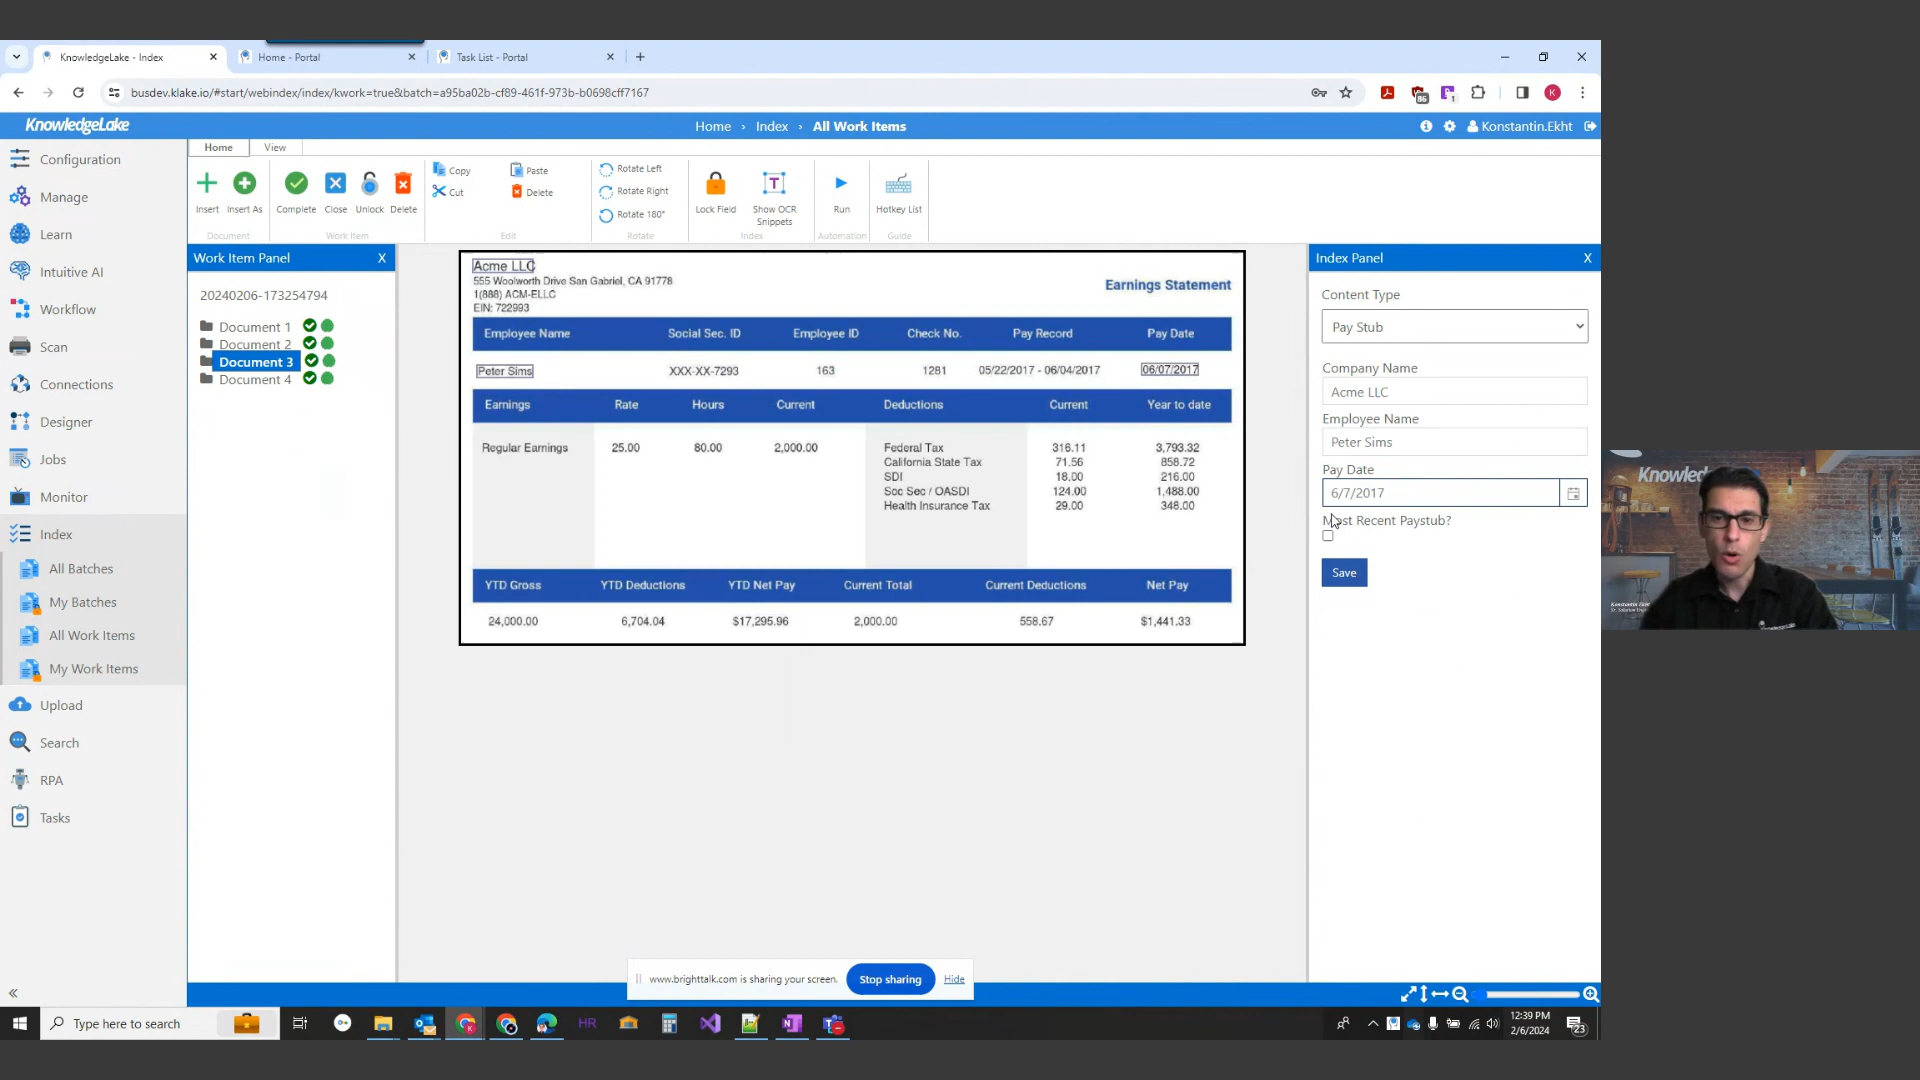 KnowledgeLake - Index
Home - Portal
Task List - Portal
busdev.klake.io/#start/webindex/index/kwork=true&batch=a95ba02b-cf89-461f-973b-b0698cff7167
86
1
K
KnowledgeLake
Home › Index › All Work Items
Konstantin.Ekht
Configuration
Manage
Learn
Intuitive AI
Workflow
Scan
Connections
Designer
Jobs
Monitor
Index
All Batches
My Batches
All Work Items
My Work Items
Upload
Search
RPA
Tasks
Home View
Insert Insert As
Document
Complete Close Unlock Delete
Work Item
Copy Paste
Cut Delete
Edit
Rotate Left
Rotate Right
Rotate 180°
Rotate
Lock Field Show OCR Snippets
Index
Run
Automation
Hotkey List
Guide
Work Item Panel X
20240206-173254794
Document 1
Document 2
Document 3
Document 4
Acme LLC
555 Woolworth Drive San Gabriel, CA 91778
1(888) ACM-ELLC
EIN: 722993
Earnings Statement
Employee Name Social Sec. ID Employee ID Check No. Pay Record Pay Date
Peter Sims XXX-XX-7293 163 1281 05/22/2017 - 06/04/2017 06/07/2017
Earnings Rate Hours Current Deductions Current Year to date
Regular Earnings 25.00 80.00 2,000.00 Federal Tax 316.11 3,793.32
California State Tax 71.56 858.72
SDI 18.00 216.00
Soc Sec / OASDI 124.00 1,488.00
Health Insurance Tax 29.00 348.00
YTD Gross YTD Deductions YTD Net Pay Current Total Current Deductions Net Pay
24,000.00 6,704.04 $17,295.96 2,000.00 558.67 $1,441.33
Index Panel X
Content Type
Pay Stub
Company Name
Acme LLC
Employee Name
Peter Sims
Pay Date
6/7/2017
Most Recent Paystub?
Save
Knowledge
Konstantin Ekht
www.brighttalk.com is sharing your screen. Stop sharing Hide
Type here to search
HR
12:39 PM
2/6/2024
23